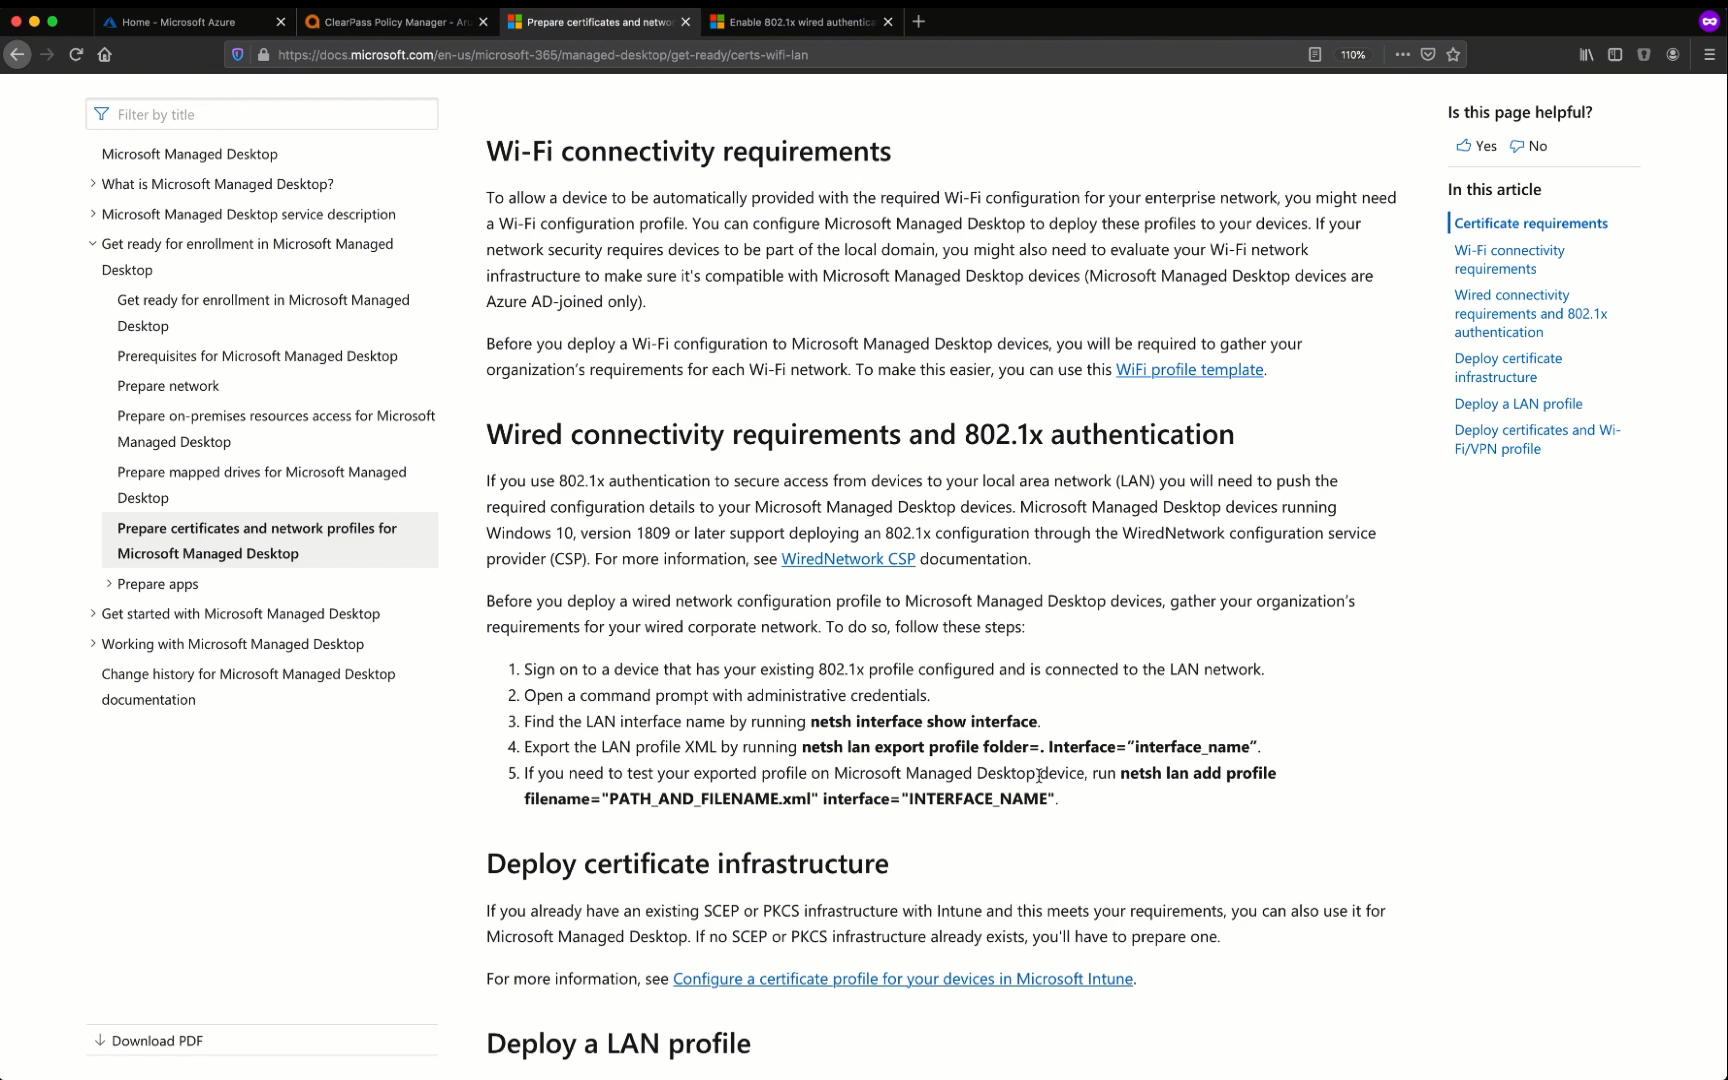 Home - Microsoft Azure
ClearPass Policy Manager - Aru
Prepare certificates and netwo
Enable 802.1x wired authentica
https://docs.microsoft.com/en-us/microsoft-365/managed-desktop/get-ready/certs-wifi-lan
110%
Filter by title
Microsoft Managed Desktop
What is Microsoft Managed Desktop?
Microsoft Managed Desktop service description
Get ready for enrollment in Microsoft Managed
Desktop
Get ready for enrollment in Microsoft Managed
Desktop
Prerequisites for Microsoft Managed Desktop
Prepare network
Prepare on-premises resources access for Microsoft
Managed Desktop
Prepare mapped drives for Microsoft Managed
Desktop
Prepare certificates and network profiles for
Microsoft Managed Desktop
Prepare apps
Get started with Microsoft Managed Desktop
Working with Microsoft Managed Desktop
Change history for Microsoft Managed Desktop
documentation
Download PDF
Wi-Fi connectivity requirements
To allow a device to be automatically provided with the required Wi-Fi configuration for your enterprise network, you might need
a Wi-Fi configuration profile. You can configure Microsoft Managed Desktop to deploy these profiles to your devices. If your
network security requires devices to be part of the local domain, you might also need to evaluate your Wi-Fi network
infrastructure to make sure it's compatible with Microsoft Managed Desktop devices (Microsoft Managed Desktop devices are
Azure AD-joined only).
Before you deploy a Wi-Fi configuration to Microsoft Managed Desktop devices, you will be required to gather your
organization's requirements for each Wi-Fi network. To make this easier, you can use this WiFi profile template.
Wired connectivity requirements and 802.1x authentication
If you use 802.1x authentication to secure access from devices to your local area network (LAN) you will need to push the
required configuration details to your Microsoft Managed Desktop devices. Microsoft Managed Desktop devices running
Windows 10, version 1809 or later support deploying an 802.1x configuration through the WiredNetwork configuration service
provider (CSP). For more information, see WiredNetwork CSP documentation.
Before you deploy a wired network configuration profile to Microsoft Managed Desktop devices, gather your organization's
requirements for your wired corporate network. To do so, follow these steps:
1. Sign on to a device that has your existing 802.1x profile configured and is connected to the LAN network.
2. Open a command prompt with administrative credentials.
3. Find the LAN interface name by running netsh interface show interface.
4. Export the LAN profile XML by running netsh lan export profile folder=. Interface=”interface_name”.
5. If you need to test your exported profile on Microsoft Managed Desktop device, run netsh lan add profile
filename="PATH_AND_FILENAME.xml" interface="INTERFACE_NAME".
Deploy certificate infrastructure
If you already have an existing SCEP or PKCS infrastructure with Intune and this meets your requirements, you can also use it for
Microsoft Managed Desktop. If no SCEP or PKCS infrastructure already exists, you'll have to prepare one.
For more information, see Configure a certificate profile for your devices in Microsoft Intune.
Deploy a LAN profile
Is this page helpful?
Yes No
In this article
Certificate requirements
Wi-Fi connectivity
requirements
Wired connectivity
requirements and 802.1x
authentication
Deploy certificate
infrastructure
Deploy a LAN profile
Deploy certificates and Wi-
Fi/VPN profile